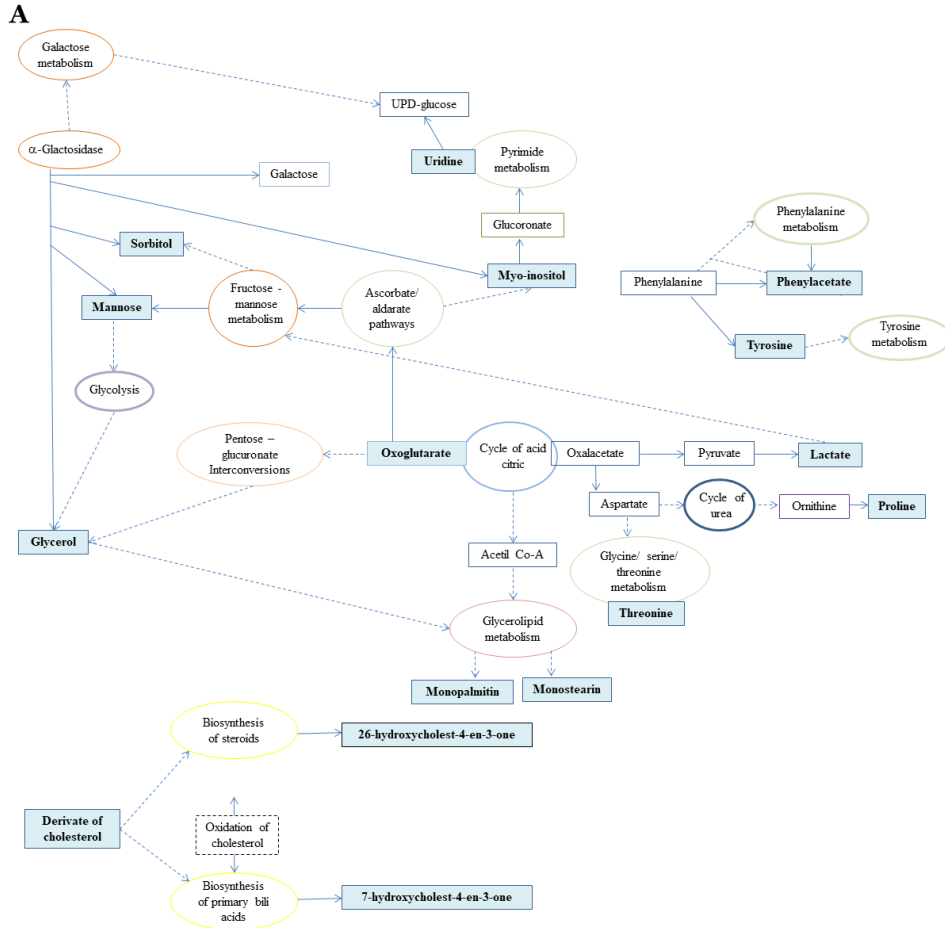 A
Galactose
metabolism
UPD-glucose
α-Glactosidase
Uridine
Pyrimide
metabolism
Galactose
Glucoronate
Phenylalanine
metabolism
Sorbitol
Myo-inositol
Phenylalanine
Phenylacetate
Fructose -
mannose
metabolism
Ascorbate/
aldarate
pathways
Mannose
Tyrosine
Tyrosine
metabolism
Glycolysis
Pentose –
glucuronate
Interconversions
Oxoglutarate
Cycle of acid
citric
Oxalacetate
Pyruvate
Lactate
Aspartate
Cycle of
urea
Ornithine
Proline
Glycerol
Acetil Co-A
Glycine/ serine/
threonine
metabolism
Threonine
Glycerolipid
metabolism
Monopalmitin
Monostearin
Biosynthesis
of steroids
26-hydroxycholest-4-en-3-one
Derivate of
cholesterol
Oxidation of
cholesterol
Biosynthesis
of primary bili
acids
7-hydroxycholest-4-en-3-one